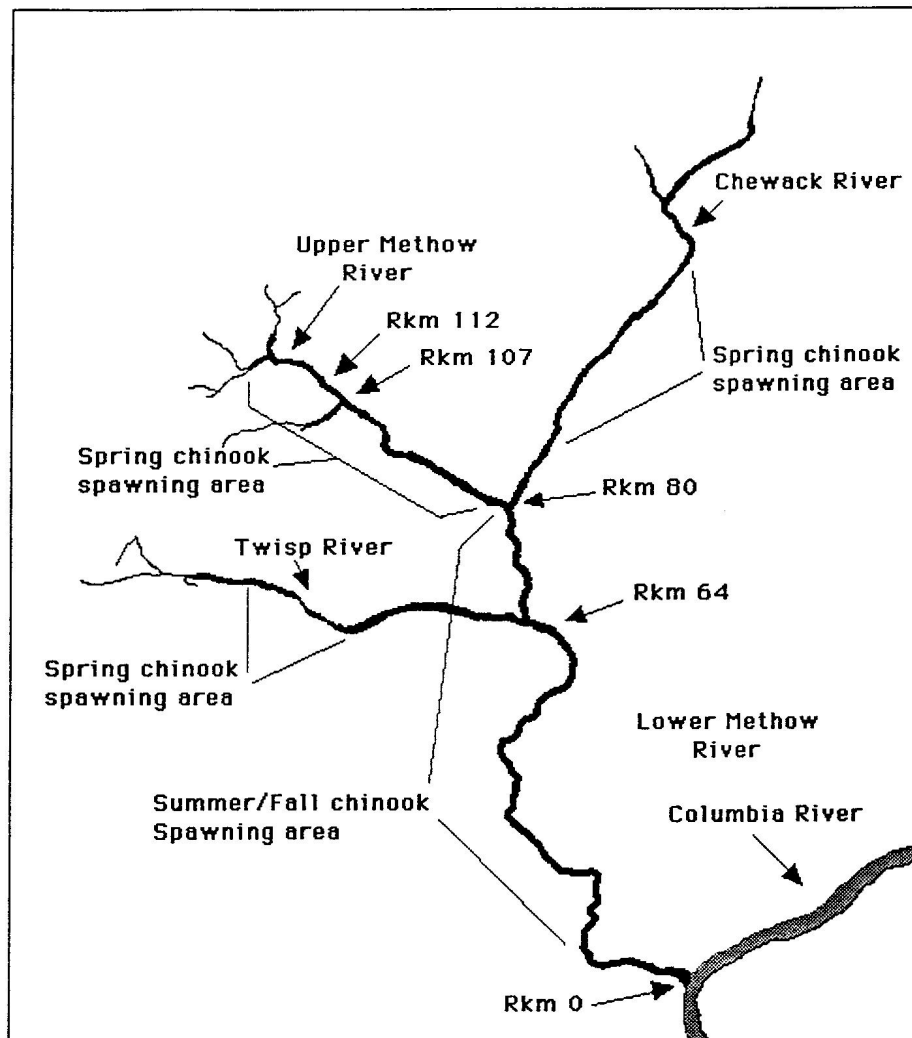 Chewack River
Upper Methow
River
Rkm 112
Rkm 107
Spring chinook
spawning area
Spring chinook
spawning area
Rkm 80
Twisp River
Rkm 64
Spring chinook
spawning area
Lower Methow
River
Summer/Fall chinook
Spawning area
Columbia River
Rkm 0